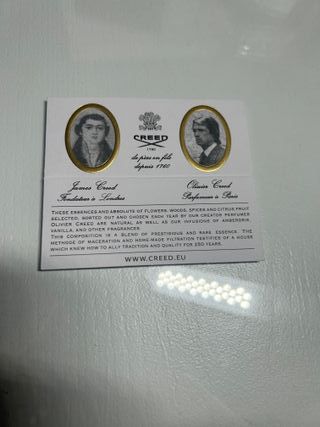 CREED
1760
de père en fils
depuis 1760
James Creed
Fondateur à Londres
Olivier Creed
Parfumeur à Paris
THESE ESSENCES AND ABSOLUTS OF FLOWERS, WOODS, SPICES AND CITRUS FRUIT
SELECTED, SORTED OUT AND CHOSEN EACH YEAR BY OUR CREATOR PERFUMER
OLIVIER CREED ARE NATURAL AS WELL AS OUR INFUSIONS OF AMBERGRIS,
VANILLA, AND OTHER FRAGRANCES.
THIS COMPOSITION IS A BLEND OF PRESTIGIOUS AND RARE ESSENCE. THE
METHODS OF MACERATION AND HOME-MADE FILTRATION TESTIFIES OF A HOUSE
WHICH KNEW HOW TO ALLY TRADITION AND QUALITY FOR 250 YEARS.
WWW.CREED.EU